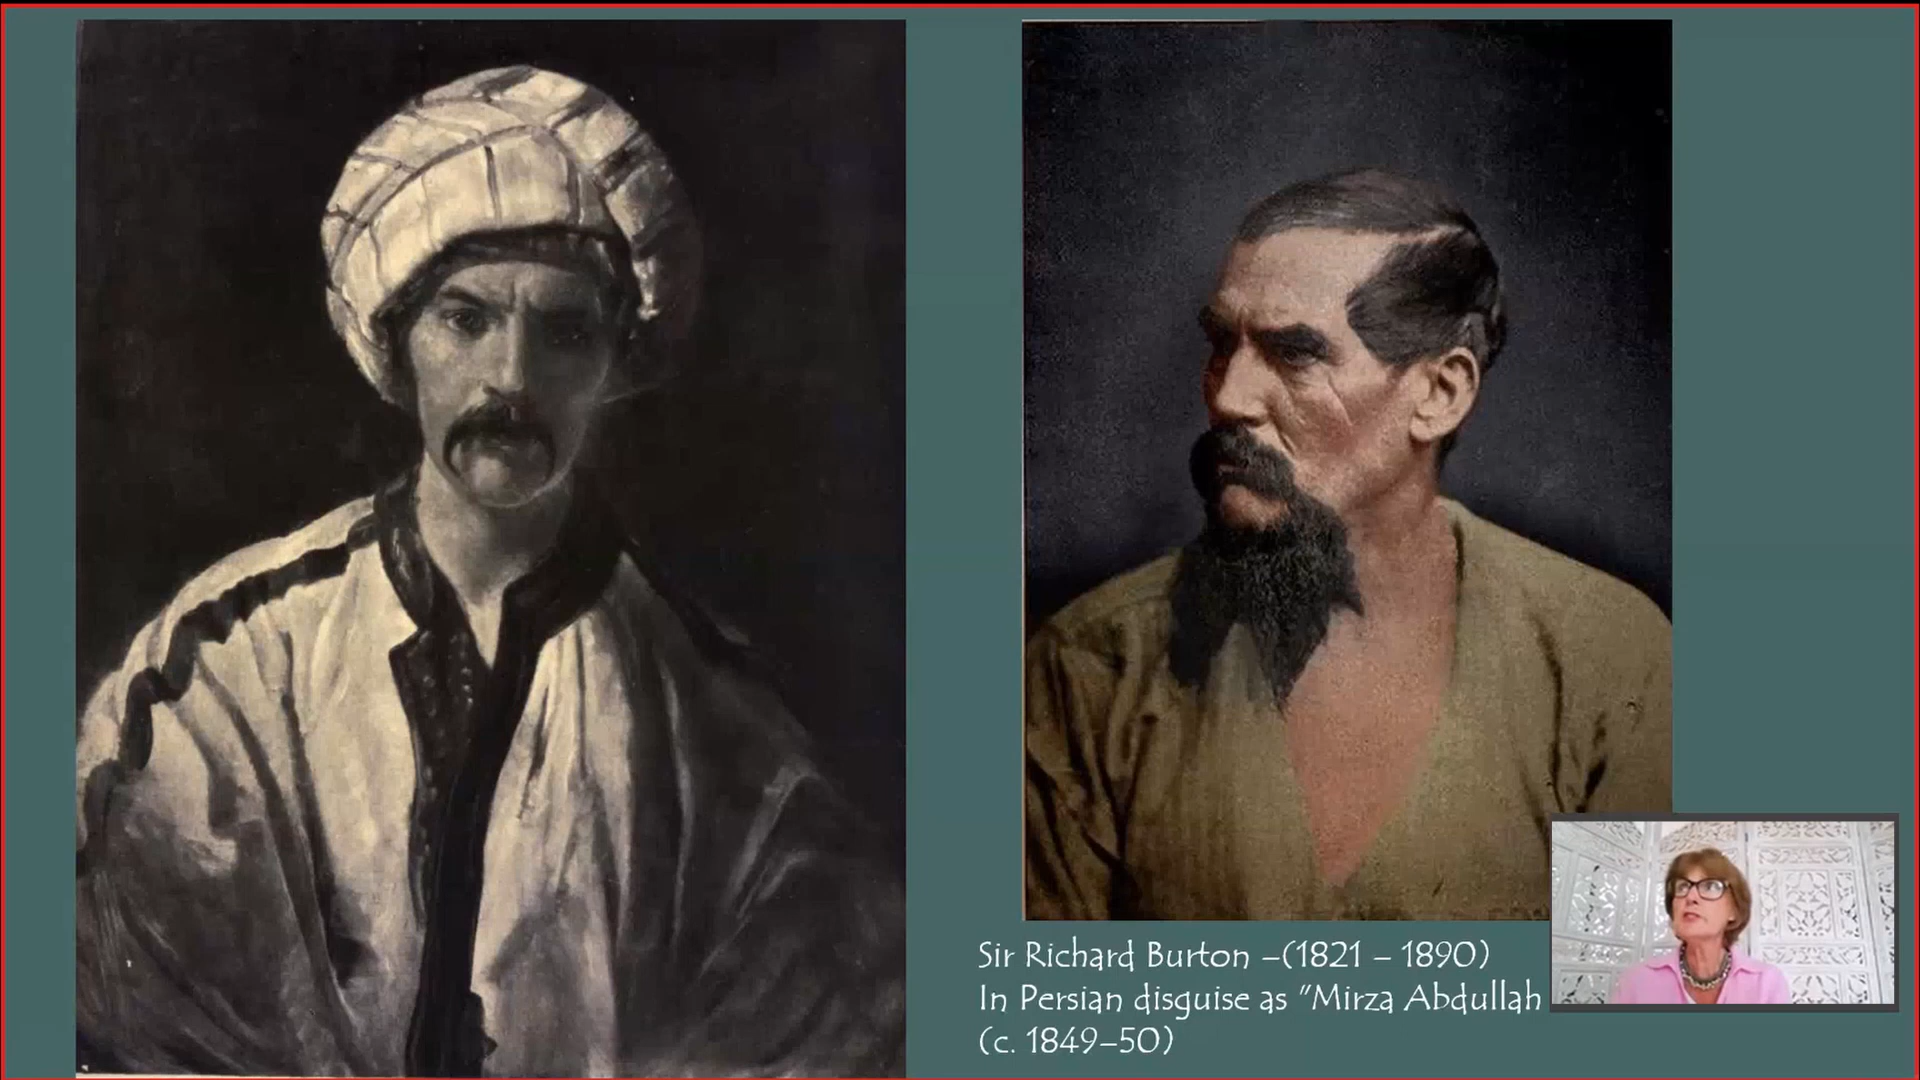 Sir Richard Burton –(1821 – 1890)
In Persian disguise as "Mirza Abdullah
(c. 1849–50)